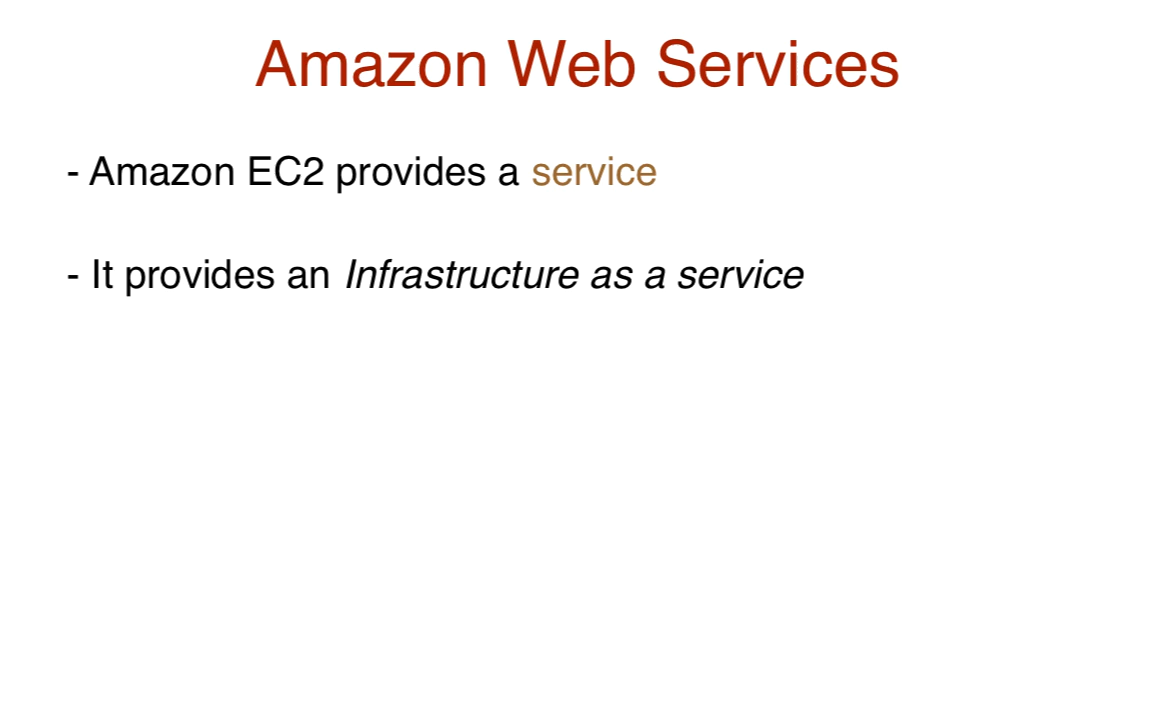 Amazon Web Services
- Amazon EC2 provides a service
- It provides an Infrastructure as a service